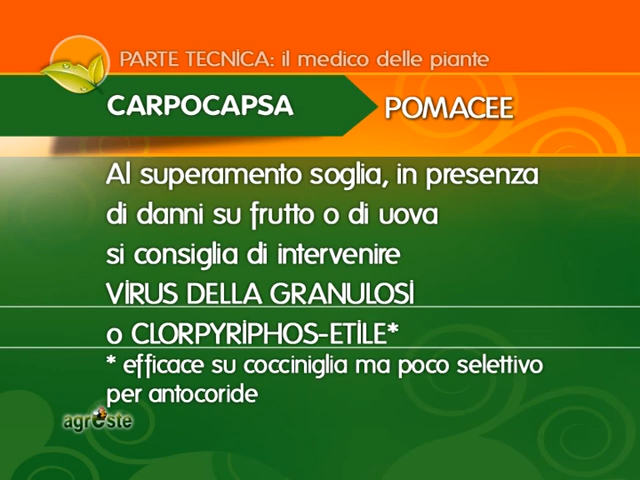 PARTE TECNICA: il medico delle piante
CARPOCAPSA
POMACEE
Al superamento soglia, in presenza
di danni su frutto o di uova
si consiglia di intervenire
VIRUS DELLA GRANULOSI
o CLORPYRIPHOS-ETILE*
* efficace su cocciniglia ma poco selettivo
per antocoride
agreste